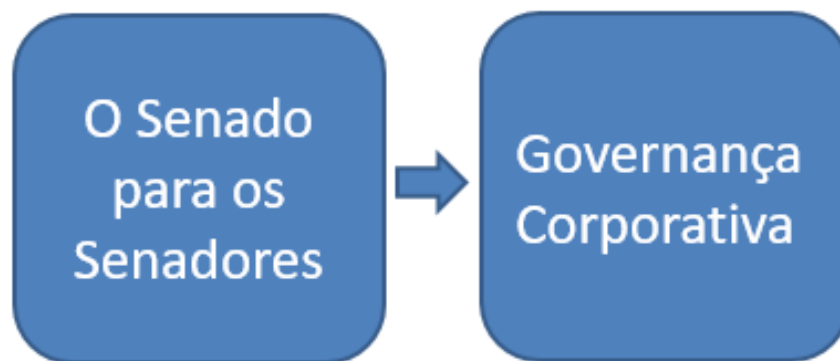 O Senado
para os
Senadores
Governança
Corporativa